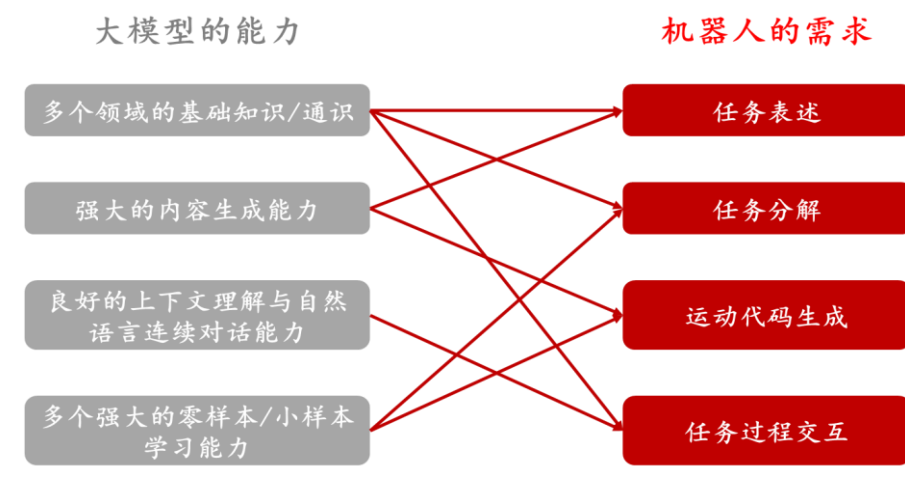 大模型的能力
机器人的需求
多个领域的基础知识/通识
任务表述
强大的内容生成能力
任务分解
良好的上下文理解与自然
语言连续对话能力
运动代码生成
多个强大的零样本/小样本
学习能力
任务过程交互